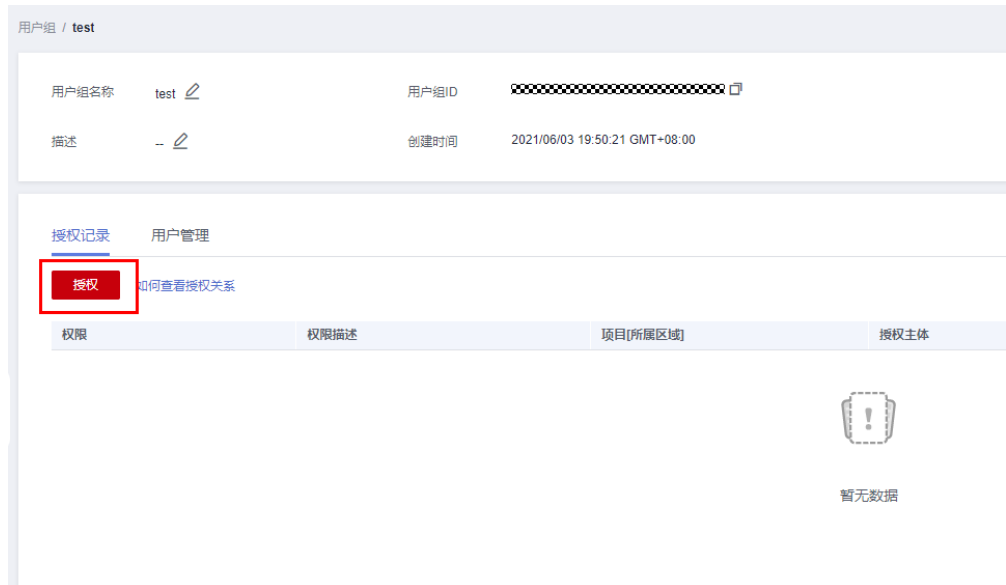 用户组 / test
用户组名称 test 用户组ID
描述 -- 创建时间 2021/06/03 19:50:21 GMT+08:00
授权记录 用户管理
授权 如何查看授权关系
权限 权限描述 项目[所属区域] 授权主体
暂无数据